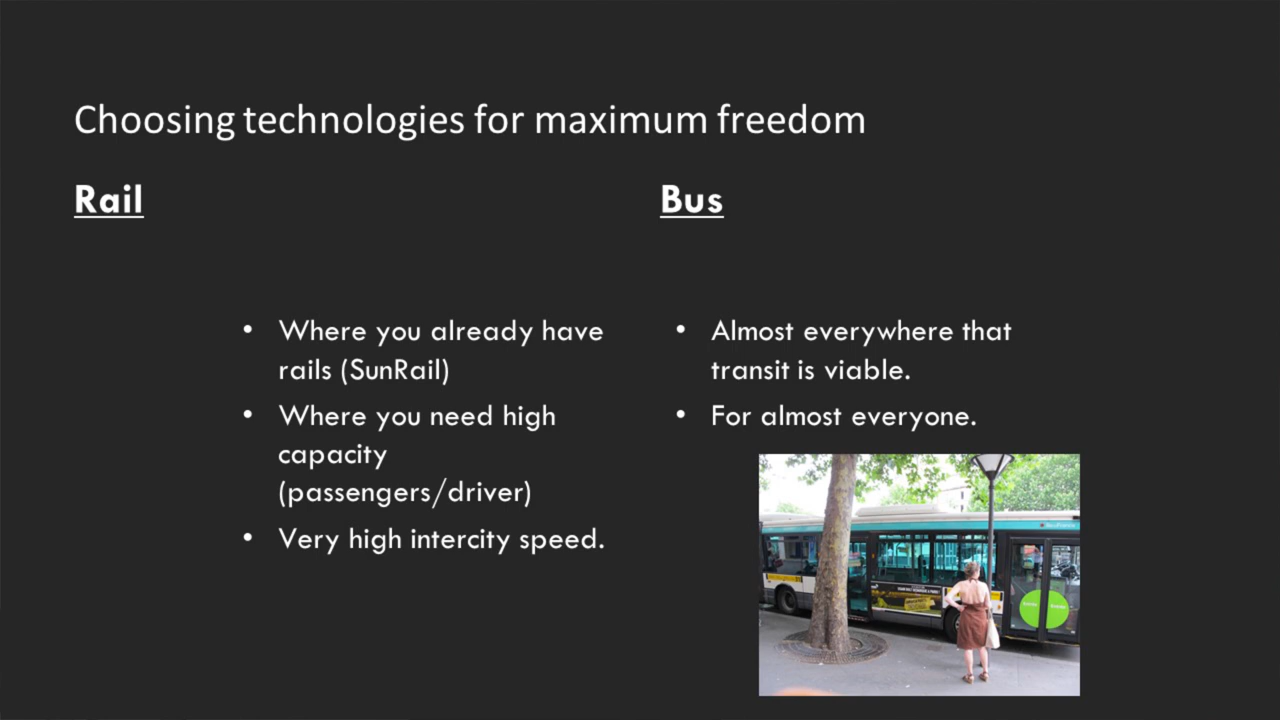 Choosing technologies for maximum freedom
Rail
• Where you already have
rails (SunRail)
• Where you need high
capacity
(passengers/driver)
• Very high intercity speed.
Bus
• Almost everywhere that
transit is viable.
• For almost everyone.